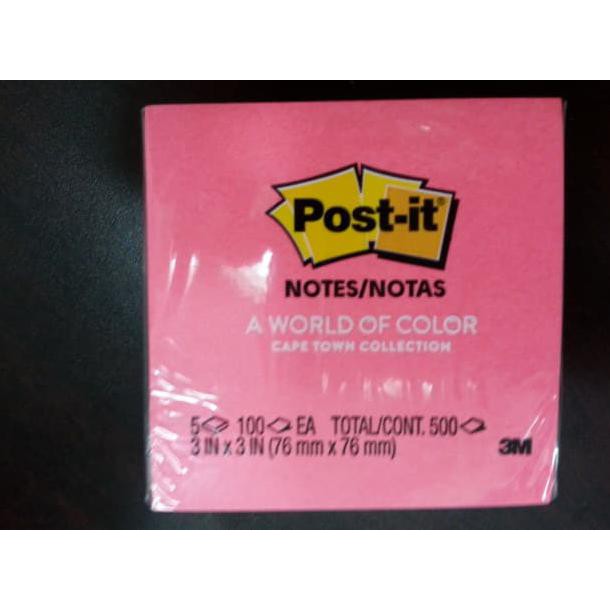 Post-it®
NOTES/NOTAS
A WORLD OF COLOR
CAPE TOWN COLLECTION
5 100 EA TOTAL/CONT. 500
3 IN x 3 IN (76 mm x 76 mm)
3M